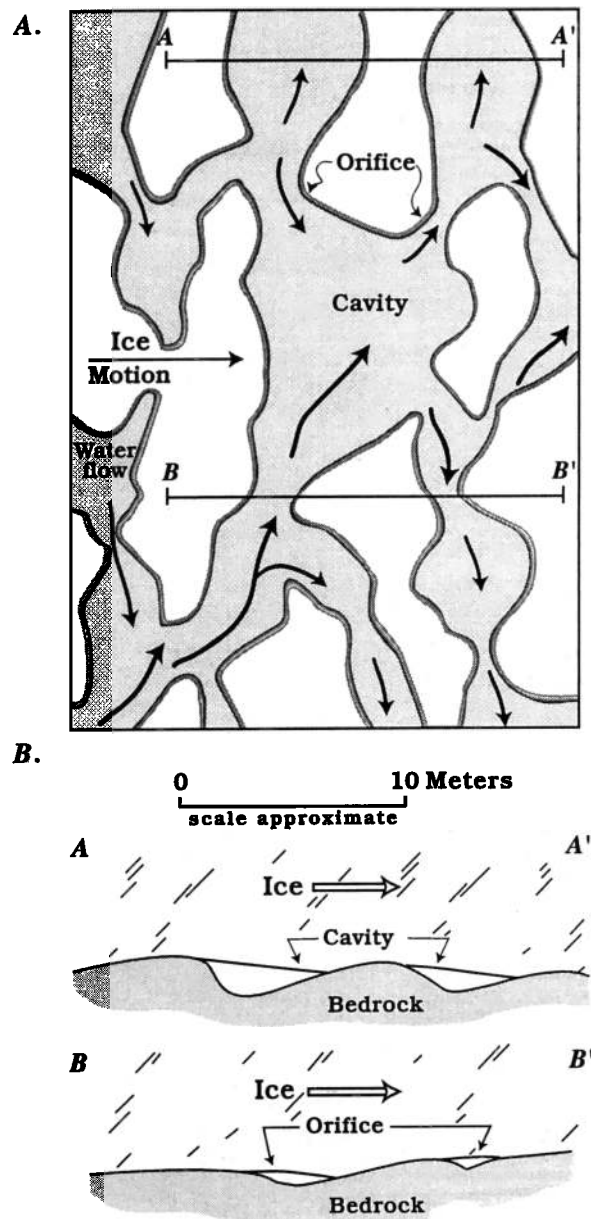 A.
A A'
Orifice
Cavity
Ice
Motion
Water
flow
B B'
B.
0 10 Meters
scale approximate
A A'
Ice
Cavity
Bedrock
B B'
Ice
Orifice
Bedrock